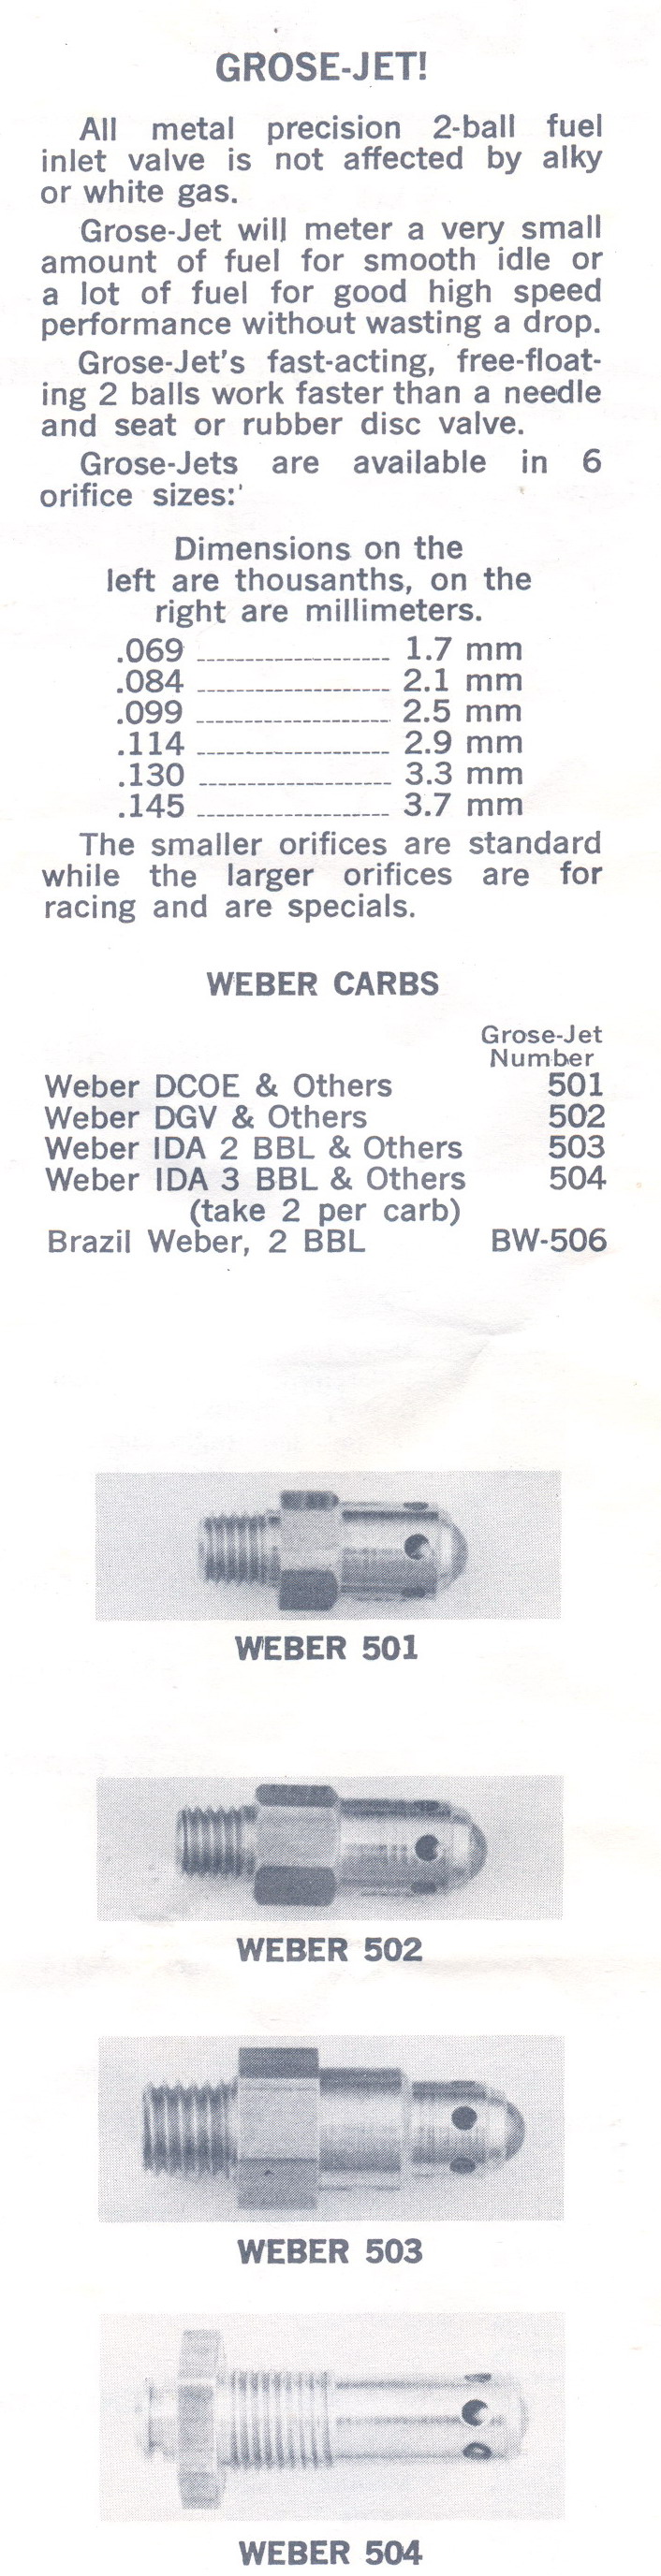 GROSE-JET!
All metal precision 2-ball fuel
inlet valve is not affected by alky
or white gas.
Grose-Jet will meter a very small
amount of fuel for smooth idle or
a lot of fuel for good high speed
performance without wasting a drop.
Grose-Jet's fast-acting, free-float-
ing 2 balls work faster than a needle
and seat or rubber disc valve.
Grose-Jets are available in 6
orifice sizes:'
Dimensions on the
left are thousanths, on the
right are millimeters.
.069 ------------------------ 1.7 mm
.084 ------------------------ 2.1 mm
.099 ------------------------ 2.5 mm
.114 ------------------------ 2.9 mm
.130 ------------------------ 3.3 mm
.145 ------------------------ 3.7 mm
The smaller orifices are standard
while the larger orifices are for
racing and are specials.
WEBER CARBS
Grose-Jet
Number
Weber DCOE & Others 501
Weber DGV & Others 502
Weber IDA 2 BBL & Others 503
Weber IDA 3 BBL & Others 504
(take 2 per carb)
Brazil Weber, 2 BBL BW-506
WEBER 501
WEBER 502
WEBER 503
WEBER 504